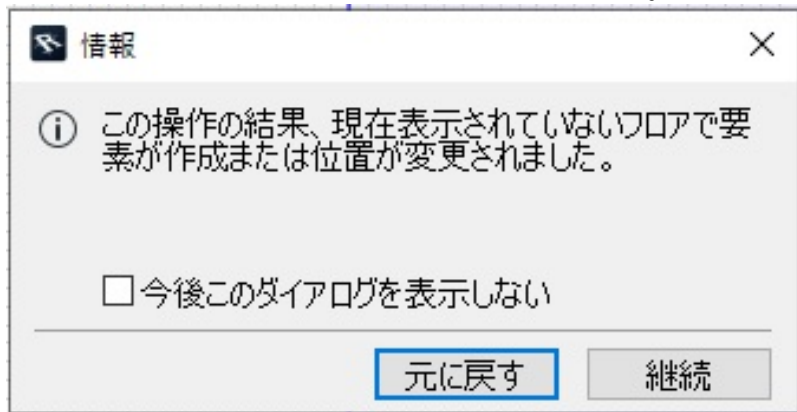 情報
この操作の結果、現在表示されていないフロアで要
素が作成または位置が変更されました。
今後このダイアログを表示しない
元に戻す
継続